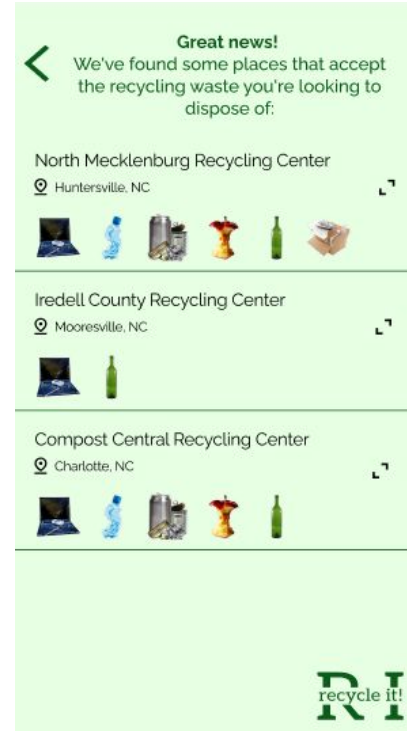 Great news!
We've found some places that accept
the recycling waste you're looking to
dispose of:
North Mecklenburg Recycling Center
Huntersville, NC
Iredell County Recycling Center
Mooresville, NC
Compost Central Recycling Center
Charlotte, NC
R I
recycle it!